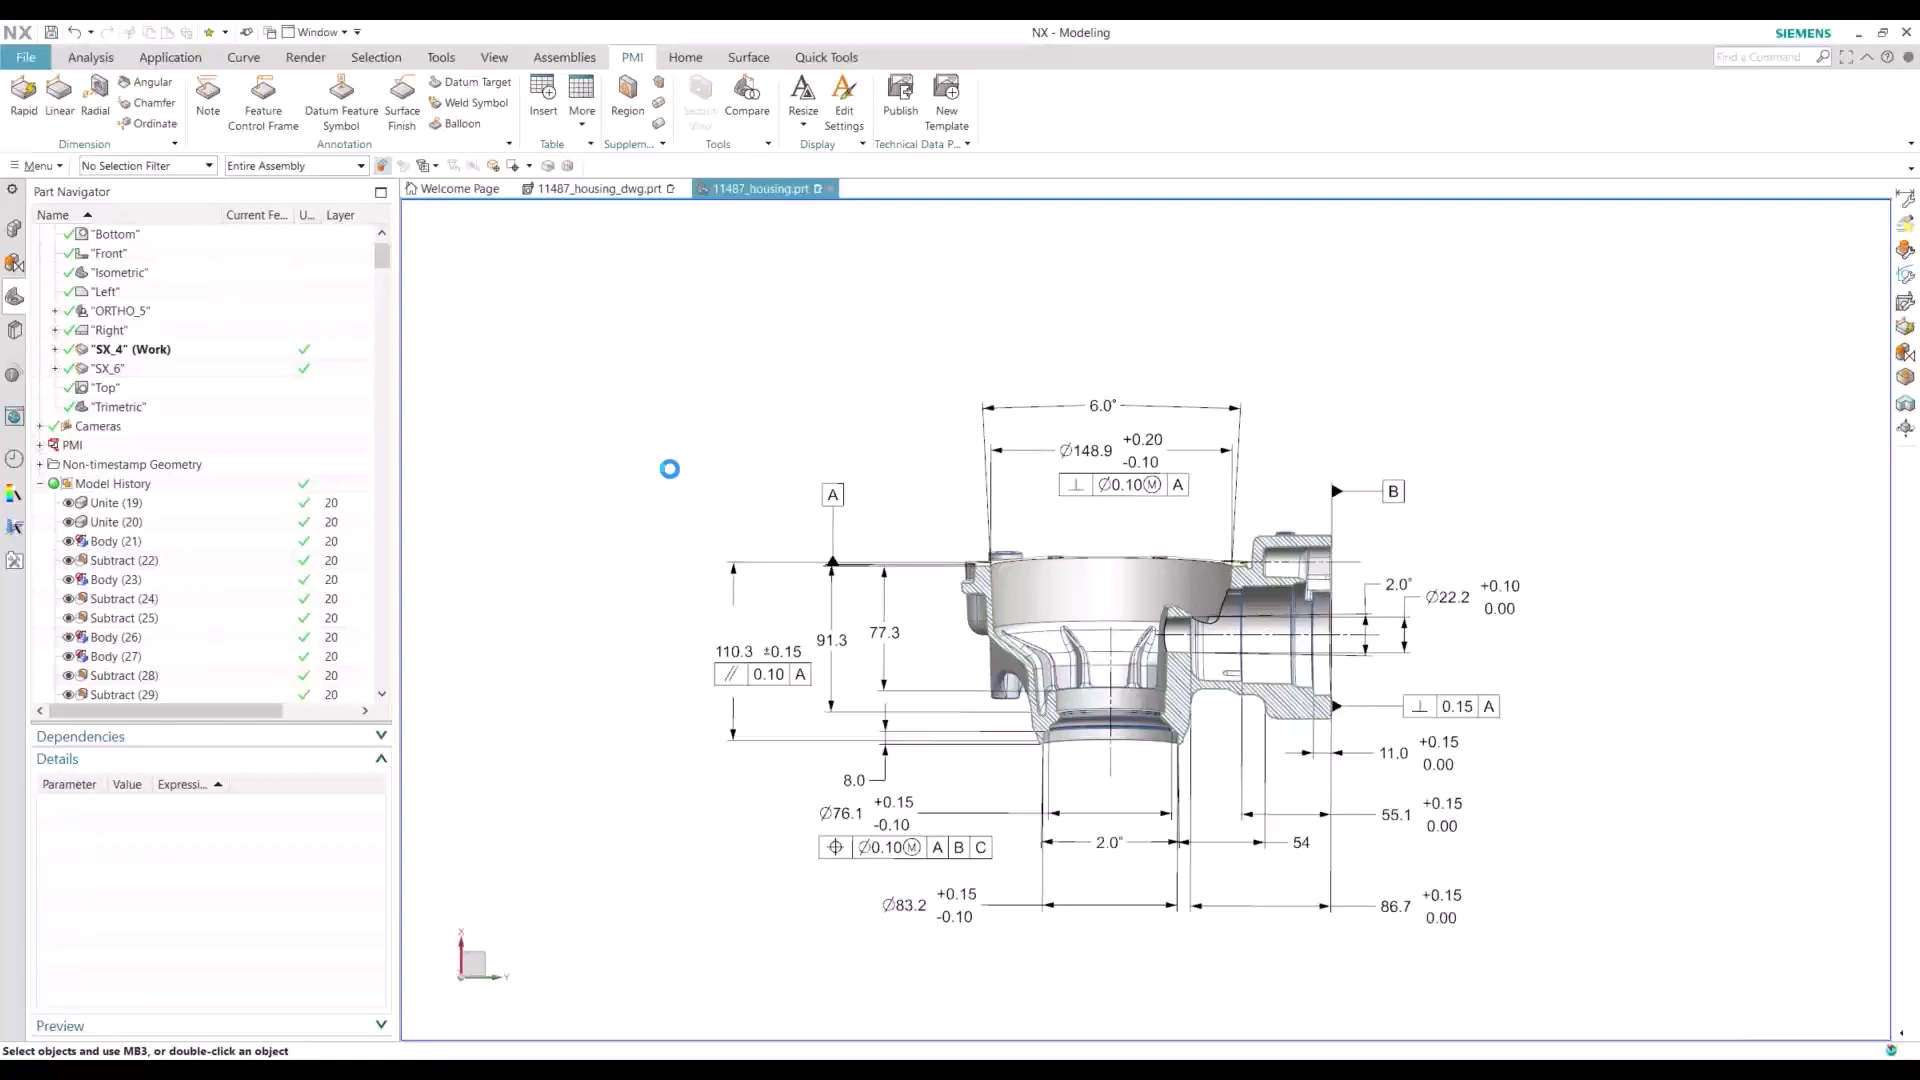 NX
Window
NX - Modeling
SIEMENS
File
Analysis
Application
Curve
Render
Selection
Tools
View
Assemblies
PMI
Home
Surface
Quick Tools
Find a Command
Rapid
Linear
Radial
Angular
Chamfer
Ordinate
Note
Feature
Control Frame
Datum Feature
Symbol
Surface
Finish
Datum Target
Weld Symbol
Balloon
Insert
More
Region
Compare
Resize
Edit
Settings
Publish
New
Template
Dimension
Annotation
Table
Supplem...
Tools
Display
Technical Data P...
Menu
No Selection Filter
Entire Assembly
Part Navigator
Welcome Page
11487_housing_dwg.prt
11487_housing.prt
Name
Current Fe...
U...
Layer
"Bottom"
"Front"
"Isometric"
"Left"
"ORTHO_5"
"Right"
"SX_4" (Work)
"SX_6"
"Top"
"Trimetric"
Cameras
PMI
Non-timestamp Geometry
Model History
Unite (19) 20
Unite (20) 20
Body (21) 20
Subtract (22) 20
Body (23) 20
Subtract (24) 20
Subtract (25) 20
Body (26) 20
Body (27) 20
Subtract (28) 20
Subtract (29) 20
Dependencies
Details
Parameter
Value
Expressi...
Preview
Select objects and use MB3, or double-click an object
6.0°
∅148.9 +0.20
-0.10
⊥ ∅0.10Ⓜ A
A
B
2.0°
∅22.2 +0.10
0.00
77.3
91.3
110.3 ±0.15
// 0.10 A
⊥ 0.15 A
11.0 +0.15
0.00
8.0
∅76.1 +0.15
-0.10
⌖ ∅0.10Ⓜ A B C
55.1 +0.15
0.00
2.0°
54
∅83.2 +0.15
-0.10
86.7 +0.15
0.00
X
Y